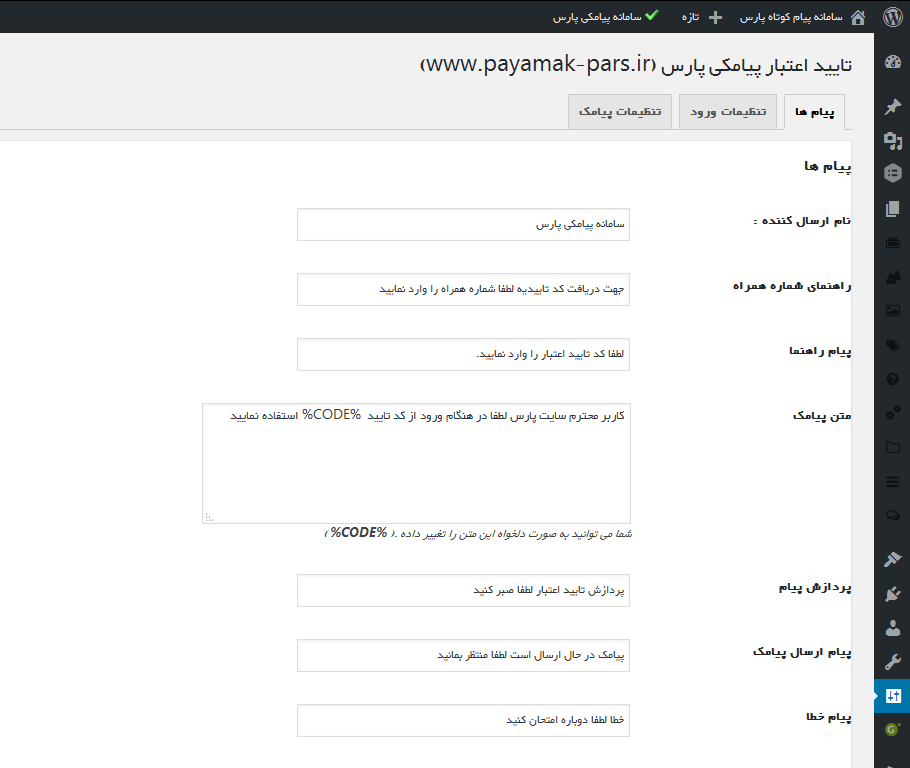 سامانه پیام کوتاه پارس تازه سامانه پیامکی پارس
تایید اعتبار پیامکی پارس (www.payamak-pars.ir)
پیام ها تنظیمات ورود تنظیمات پیامک
پیام ها
نام ارسال کننده : سامانه پیامکی پارس
راهنمای شماره همراه جهت دریافت کد تاییدیه لطفا شماره همراه را وارد نمایید
پیام راهنما لطفا کد تایید اعتبار را وارد نمایید.
متن پیامک کاربر محترم سایت پارس لطفا در هنگام ورود از کد تایید %CODE% استفاده نمایید
شما می توانید به صورت دلخواه این متن را تغییر داده .( %CODE% )
پردازش پیام پردازش تایید اعتبار لطفا صبر کنید
پیام ارسال پیامک پیامک در حال ارسال است لطفا منتظر بمانید
پیام خطا خطا لطفا دوباره امتحان کنید